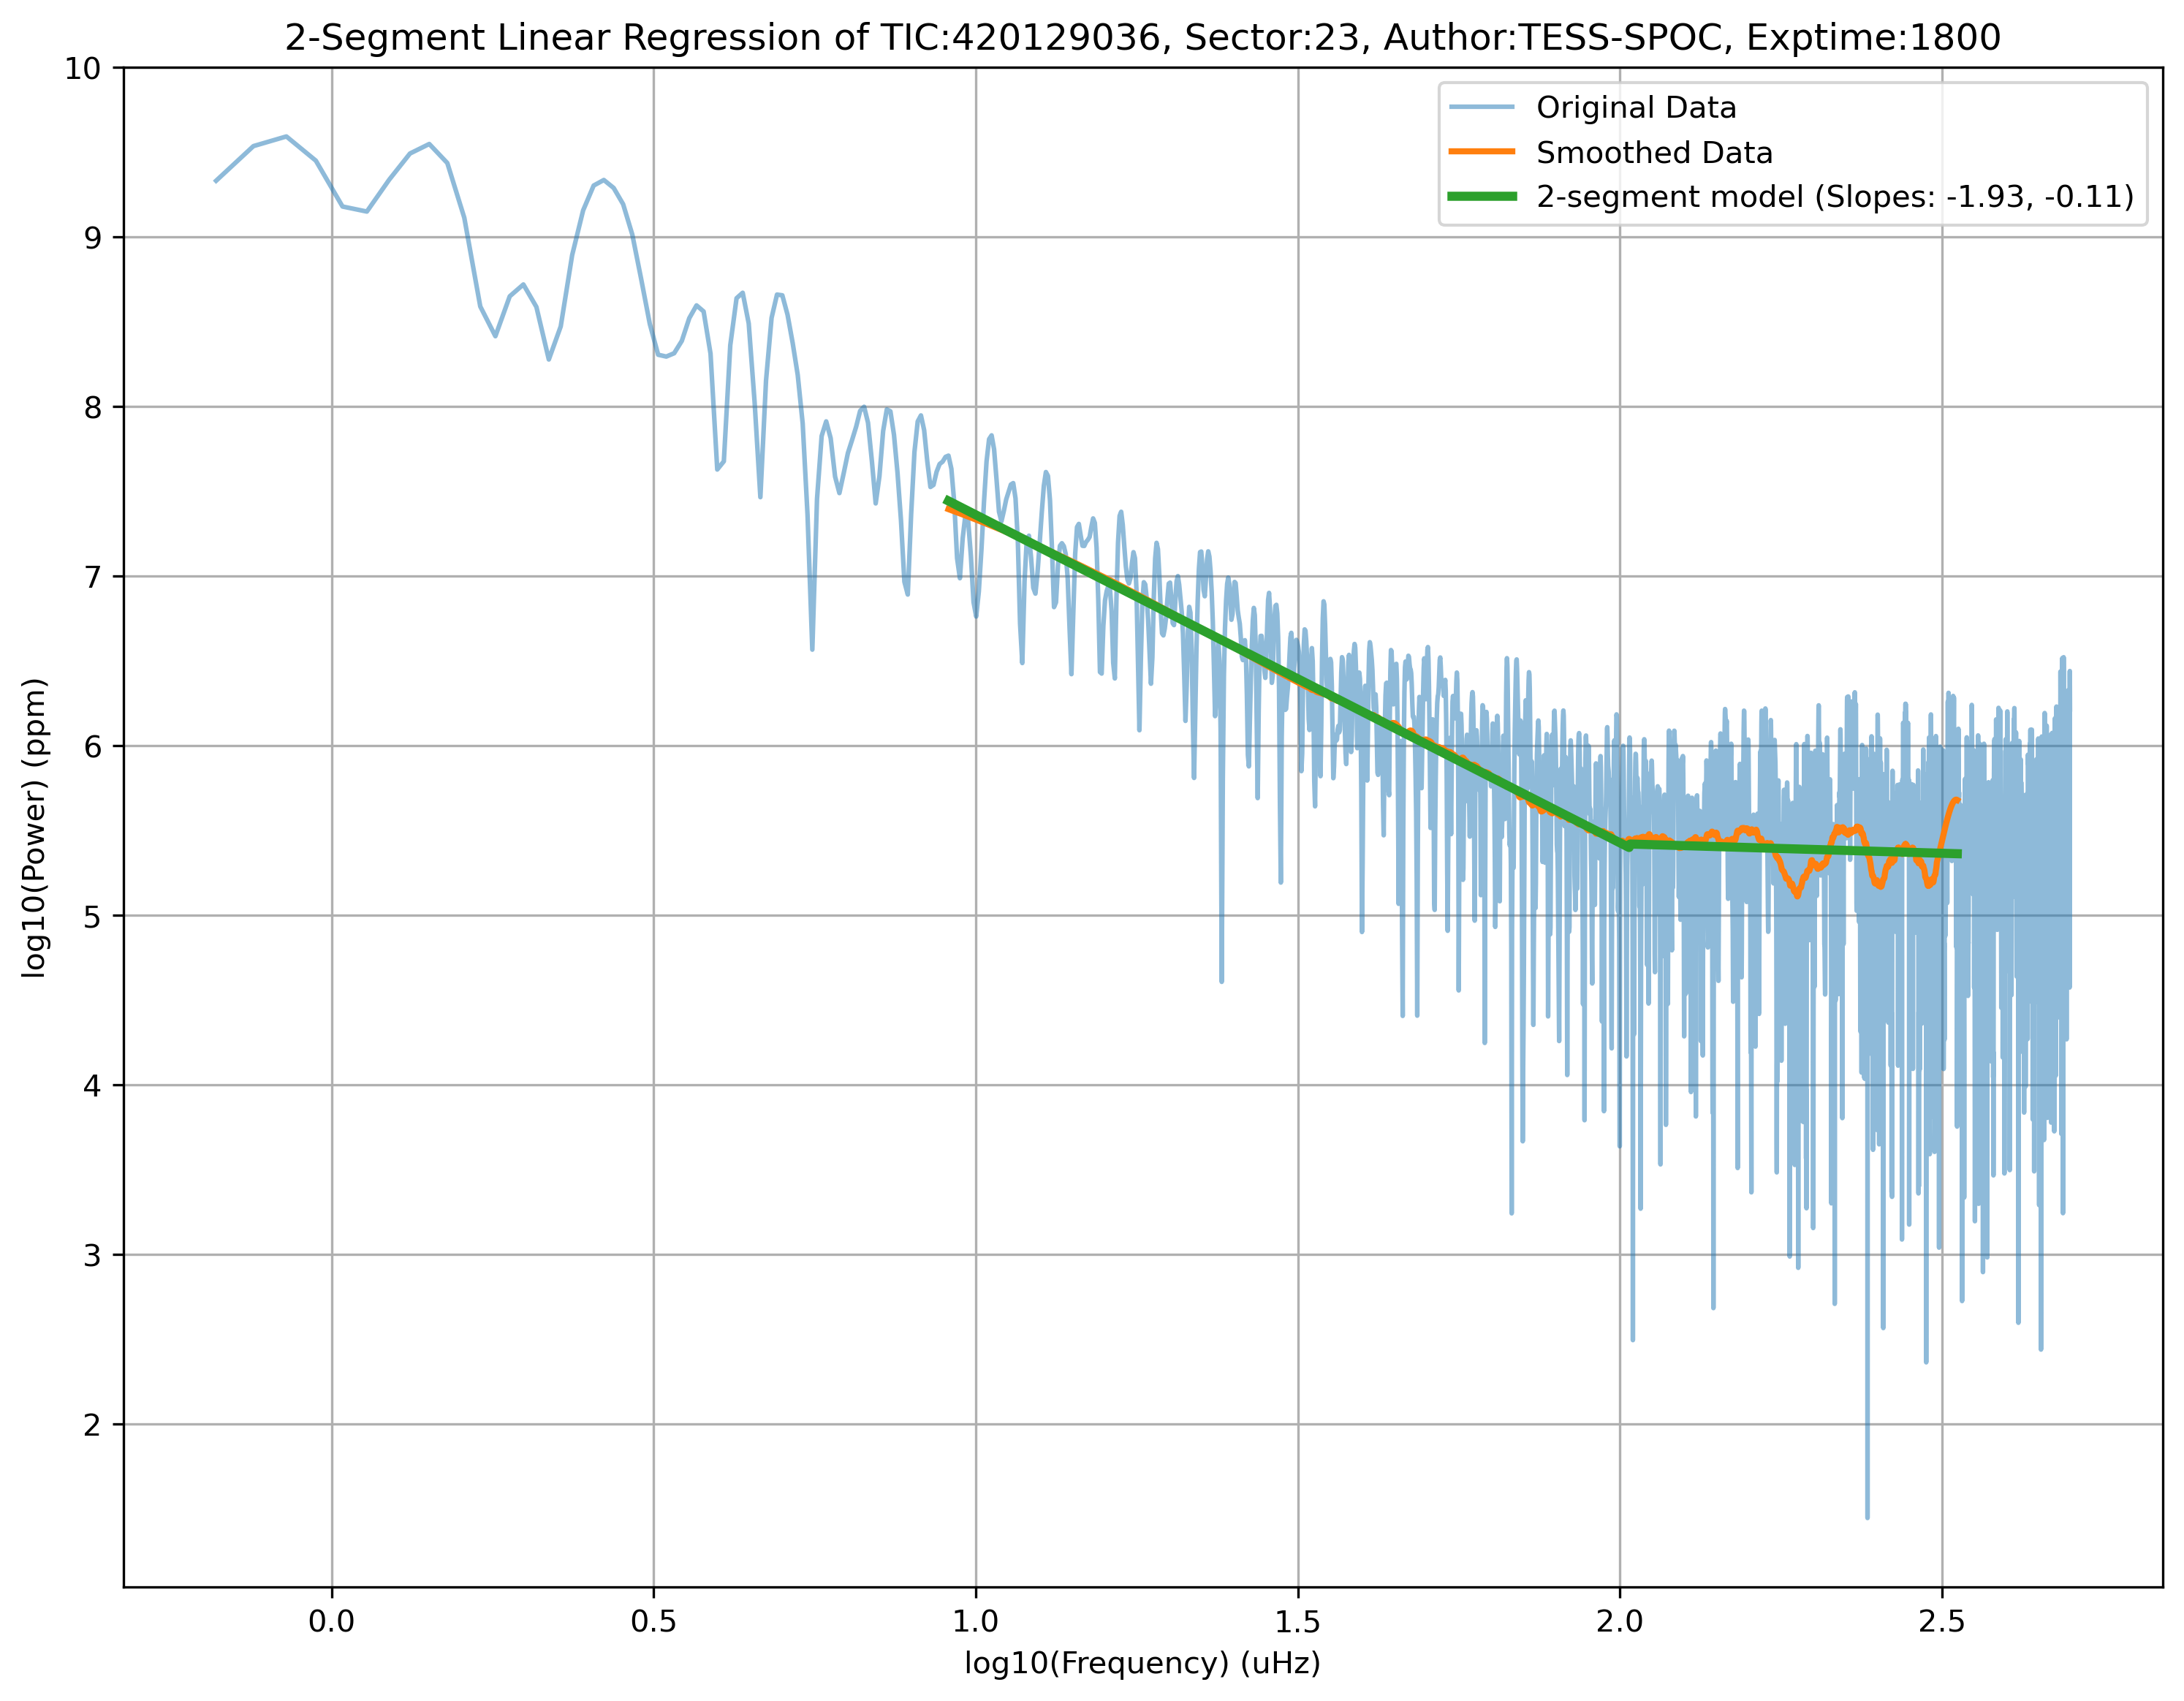 2-Segment Linear Regression of TIC:420129036, Sector:23, Author:TESS-SPOC, Exptime:1800
Original Data
Smoothed Data
2-segment model (Slopes: -1.93, -0.11)
log10(Power) (ppm)
10
9
8
7
6
5
4
3
2
0.0 0.5 1.0 1.5 2.0 2.5
log10(Frequency) (uHz)